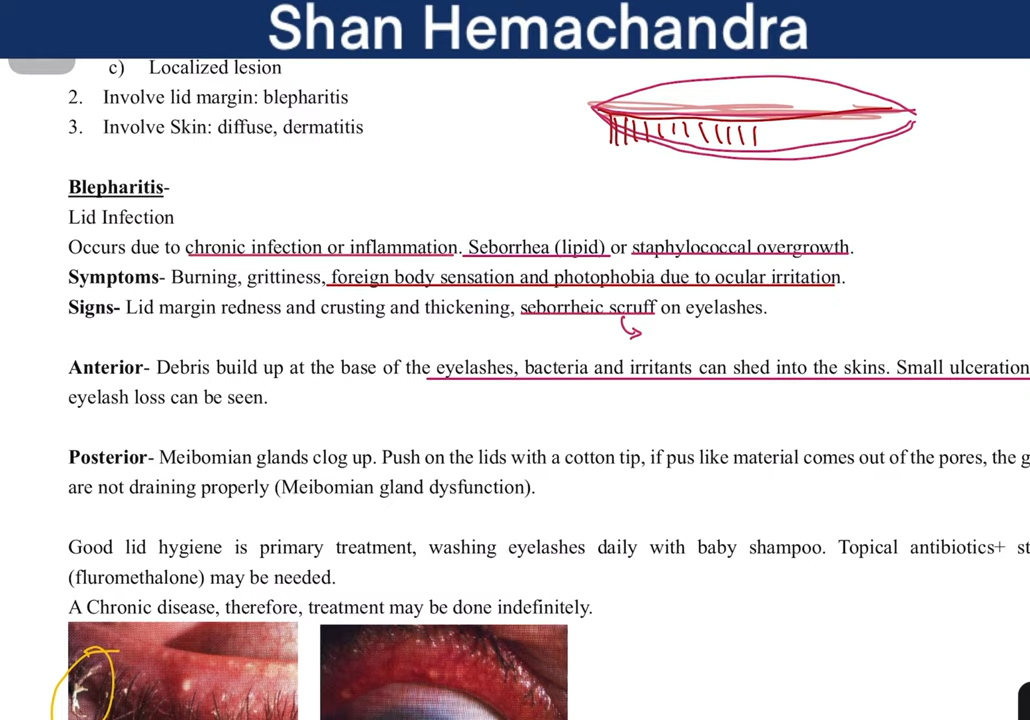 Shan Hemachandra
c) Localized lesion
2. Involve lid margin: blepharitis
3. Involve Skin: diffuse, dermatitis
Blepharitis-
Lid Infection
Occurs due to chronic infection or inflammation. Seborrhea (lipid) or staphylococcal overgrowth.
Symptoms- Burning, grittiness, foreign body sensation and photophobia due to ocular irritation.
Signs- Lid margin redness and crusting and thickening, seborrheic scruff on eyelashes.
Anterior- Debris build up at the base of the eyelashes, bacteria and irritants can shed into the skins. Small ulceration
eyelash loss can be seen.
Posterior- Meibomian glands clog up. Push on the lids with a cotton tip, if pus like material comes out of the pores, the g
are not draining properly (Meibomian gland dysfunction).
Good lid hygiene is primary treatment, washing eyelashes daily with baby shampoo. Topical antibiotics+ st
(fluromethalone) may be needed.
A Chronic disease, therefore, treatment may be done indefinitely.